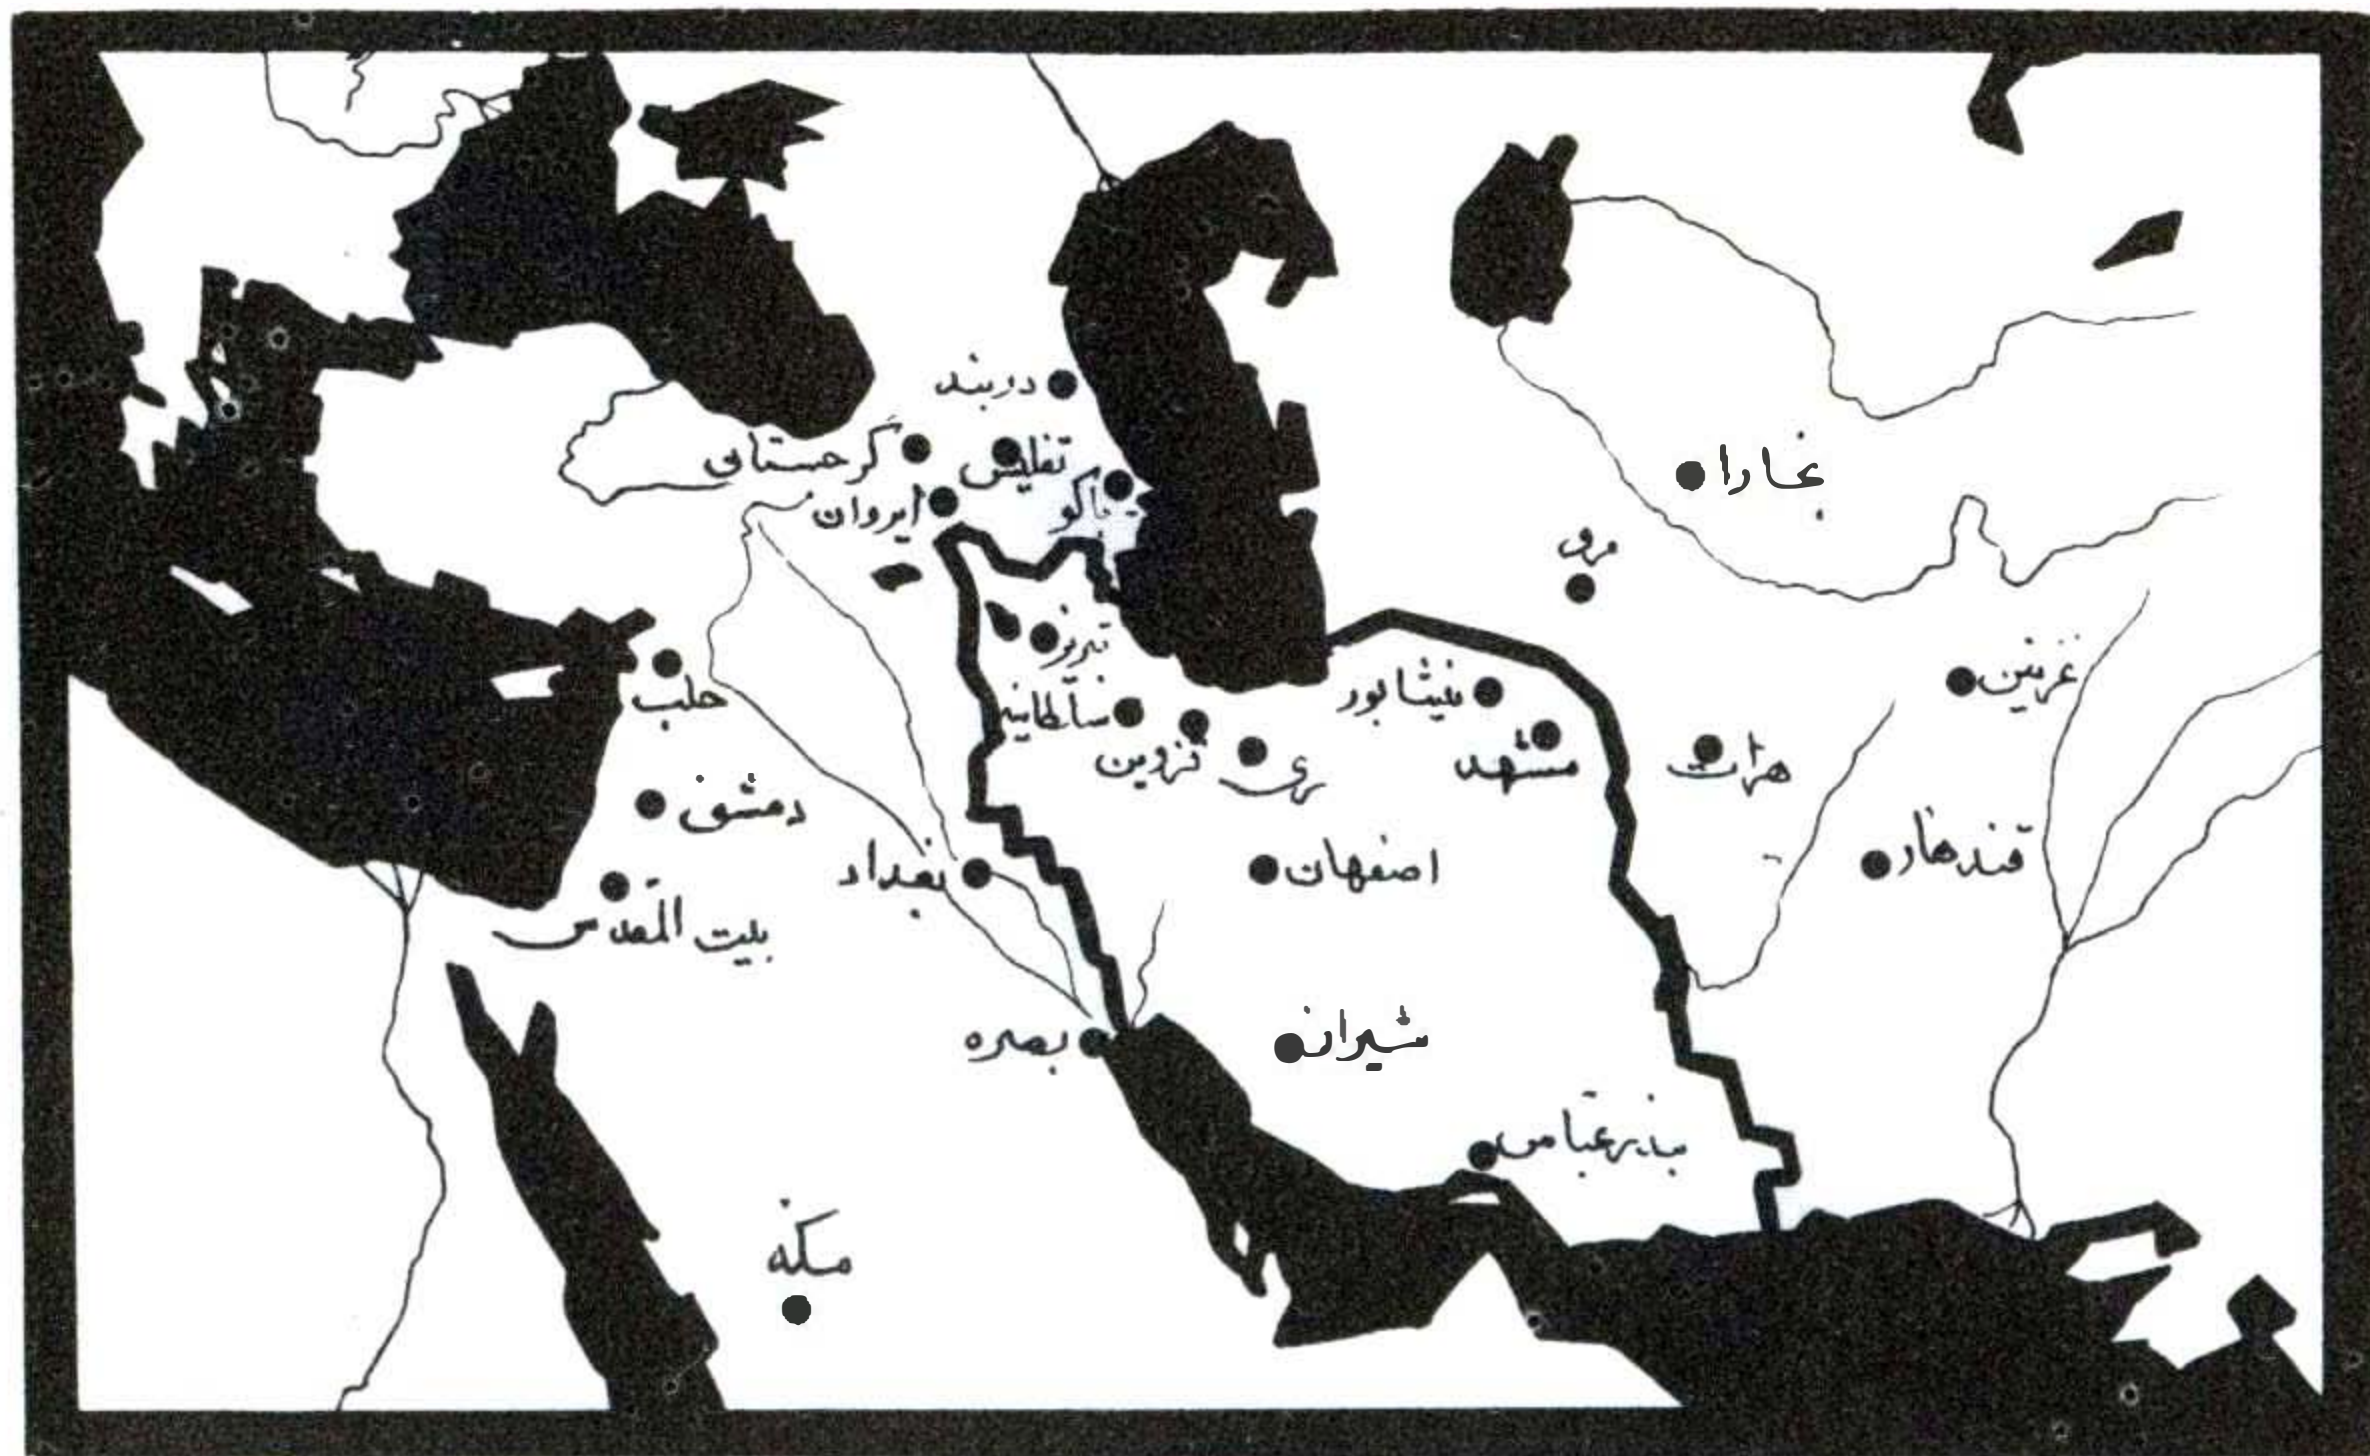 دربند
گرجستان
تفلیس
باکو
ایروان
بخارا
مرو
تبریز
غزنین
حلب
سلطانیه
نیشابور
قزوین
ری
مشهد
هرات
دمشق
بغداد
اصفهان
قندهار
بیت المقدس
بصره
شیراز
بندرعباس
مکه